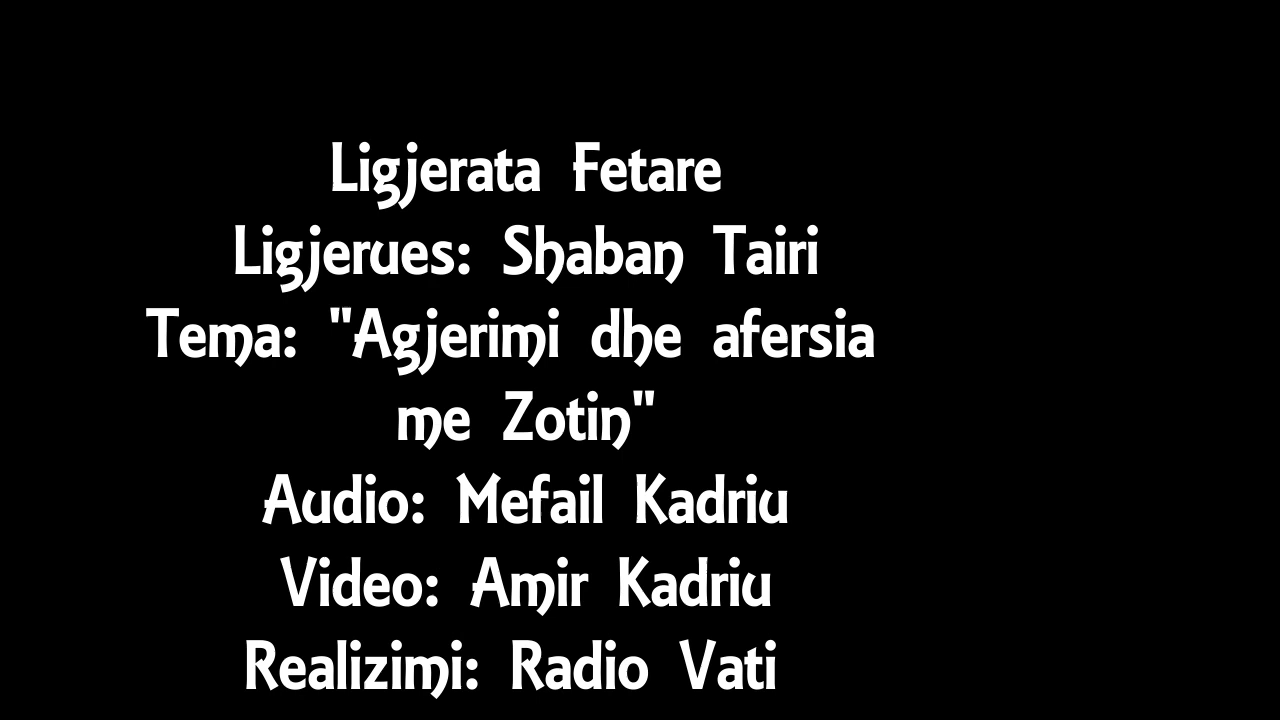 Ligjerata Fetare
Ligjerues: Shaban Tairi
Tema: "Agjerimi dhe afersia
me Zotin"
Audio: Mefail Kadriu
Video: Amir Kadriu
Realizimi: Radio Vati